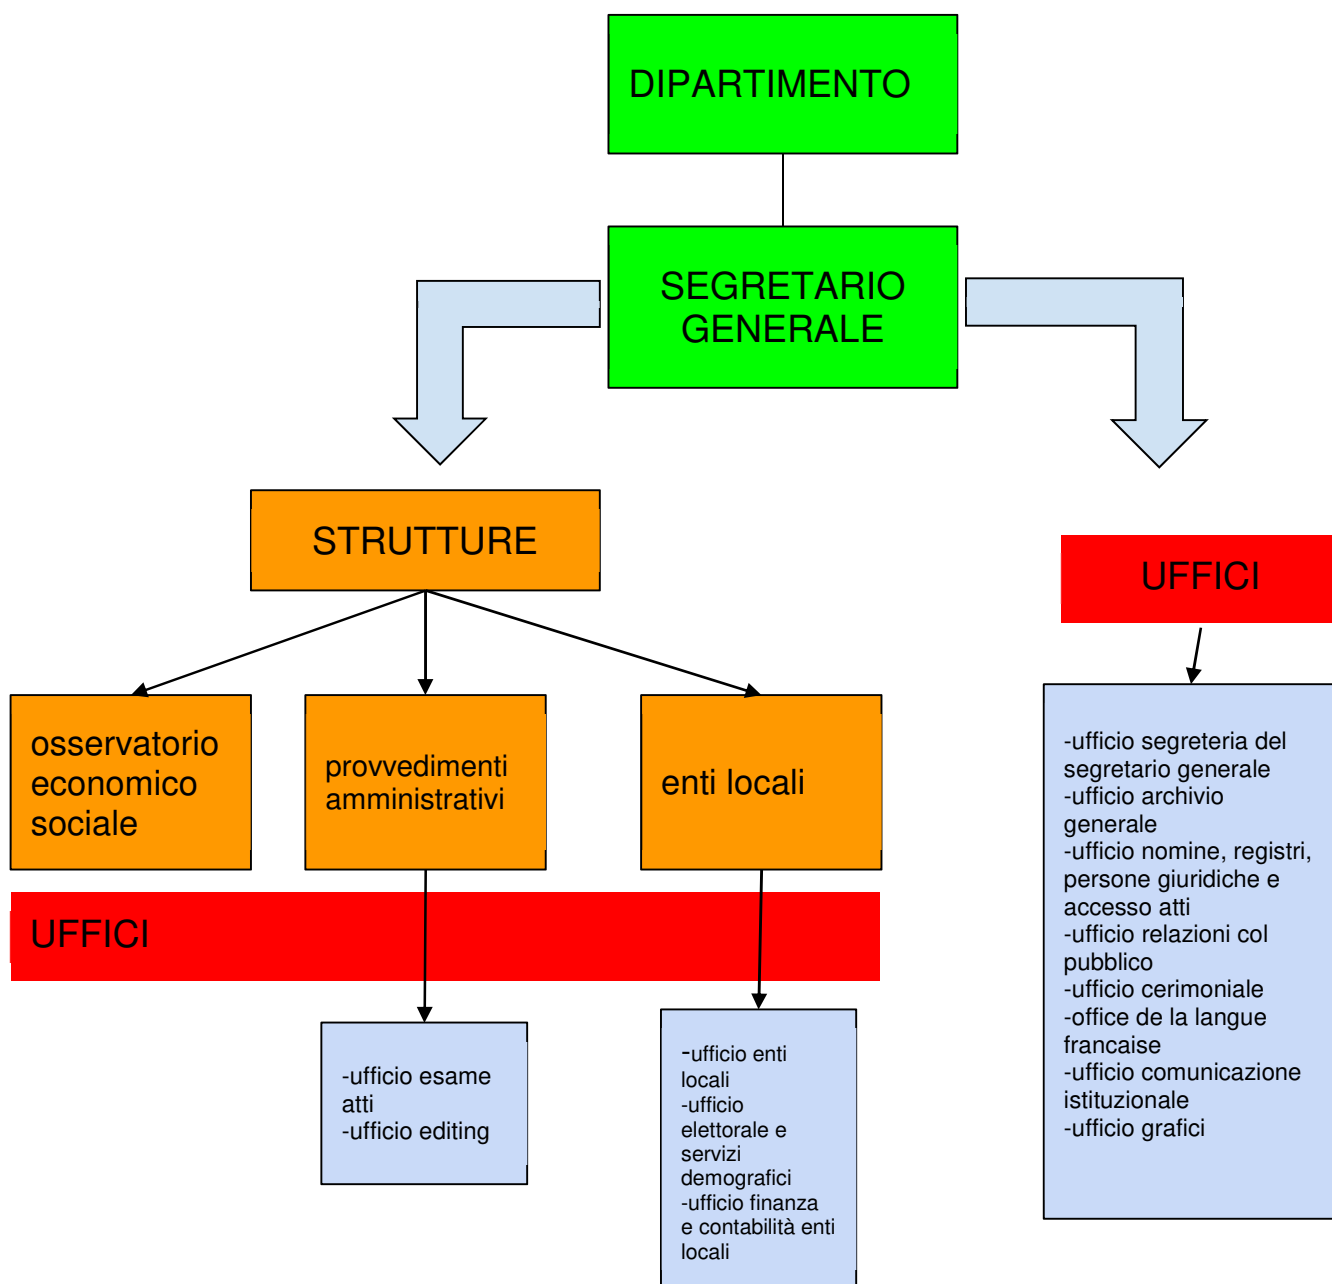 DIPARTIMENTO
SEGRETARIO
GENERALE
STRUTTURE
UFFICI
osservatorio
economico
sociale
provvedimenti
amministrativi
enti locali
UFFICI
-ufficio esame
atti
-ufficio editing
-ufficio enti
locali
-ufficio
elettorale e
servizi
demografici
-ufficio finanza
e contabilità enti
locali
-ufficio segreteria del
segretario generale
-ufficio archivio
generale
-ufficio nomine, registri,
persone giuridiche e
accesso atti
-ufficio relazioni col
pubblico
-ufficio cerimoniale
-office de la langue
francaise
-ufficio comunicazione
istituzionale
-ufficio grafici